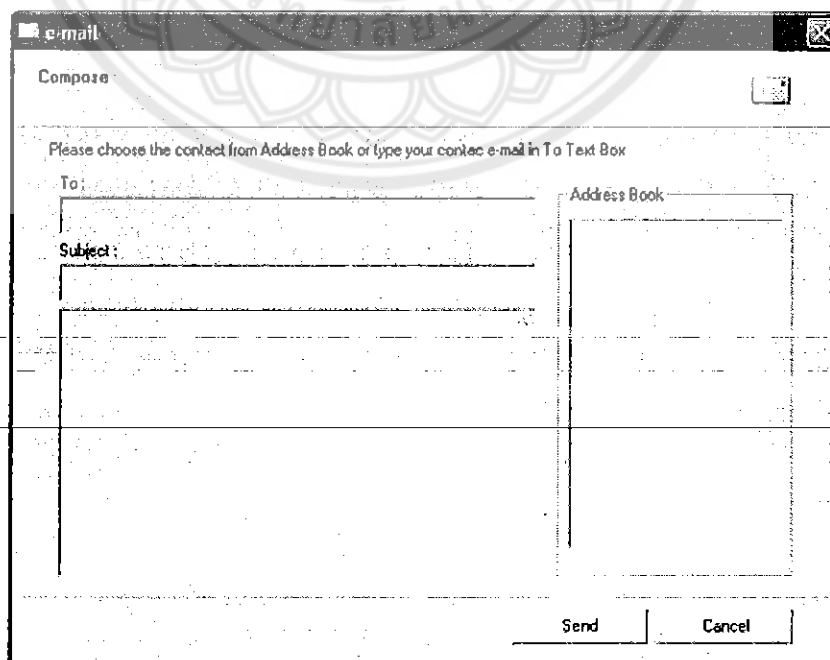 e-mail
Compose
Please choose the contact from Address Book or type your contac e-mail in To Text Box
To :
Address Book
Subject :
Send
Cancel